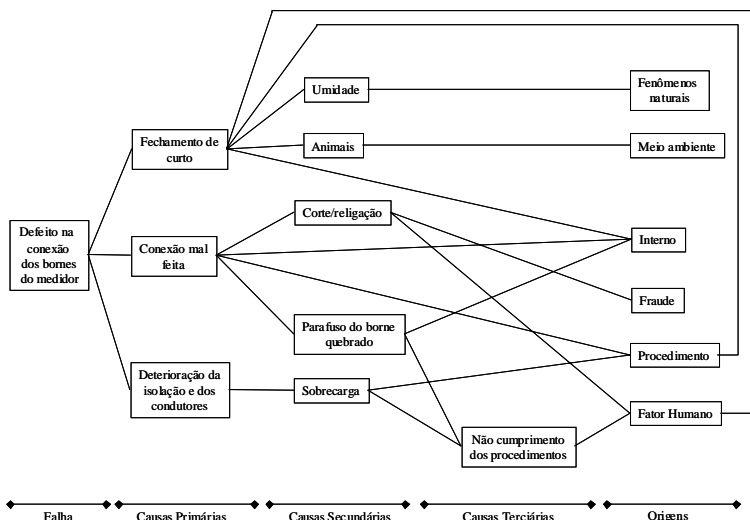 Umidade
Fenômenos
naturais
Fechamento de
curto
Animais
Meio ambiente
Corte/religação
Defeito na
conexão
dos bornes
do medidor
Conexão mal
feita
Interno
Fraude
Parafuso do borne
quebrado
Procedimento
Deterioração da
isolação e dos
condutores
Sobrecarga
Fator Humano
Não cumprimento
dos procedimentos
Falha
Causas Primárias
Causas Secundárias
Causas Terciárias
Origens